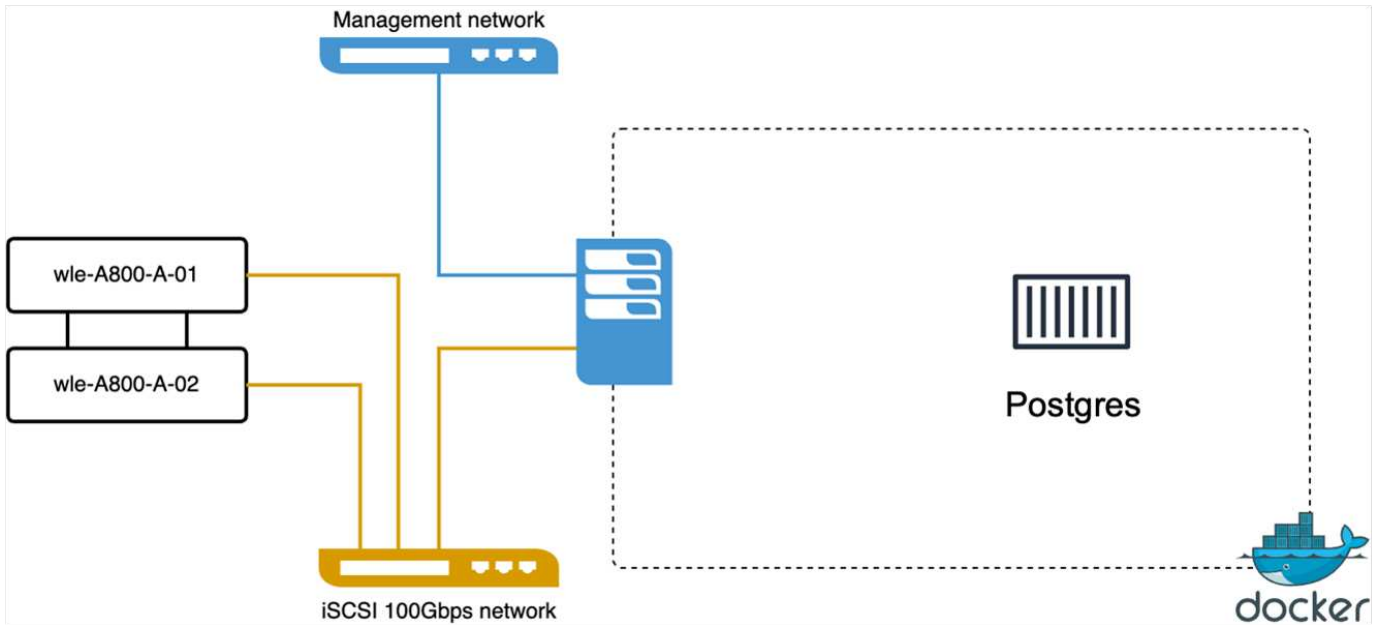 Management network
wle-A800-A-01
wle-A800-A-02
Postgres
iSCSI 100Gbps network
docker